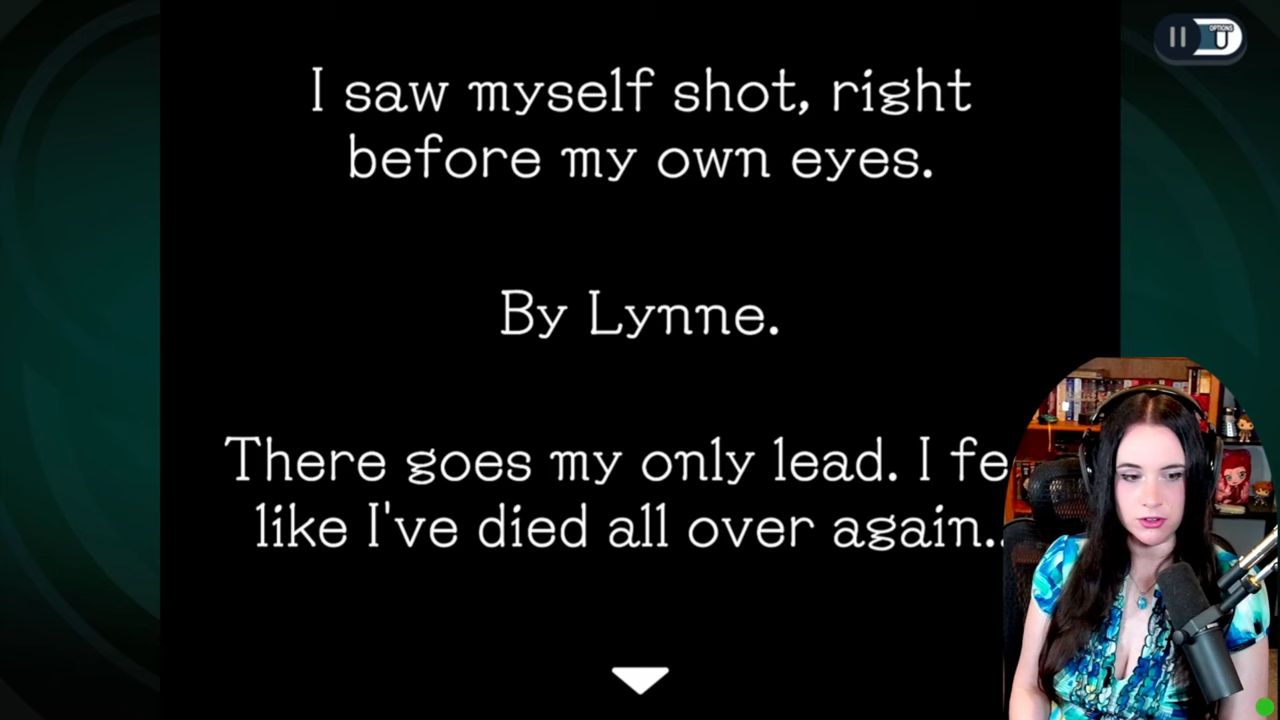 OPTIONS
I saw myself shot, right
before my own eyes.
By Lynne.
There goes my only lead. I
like I've died all over again..